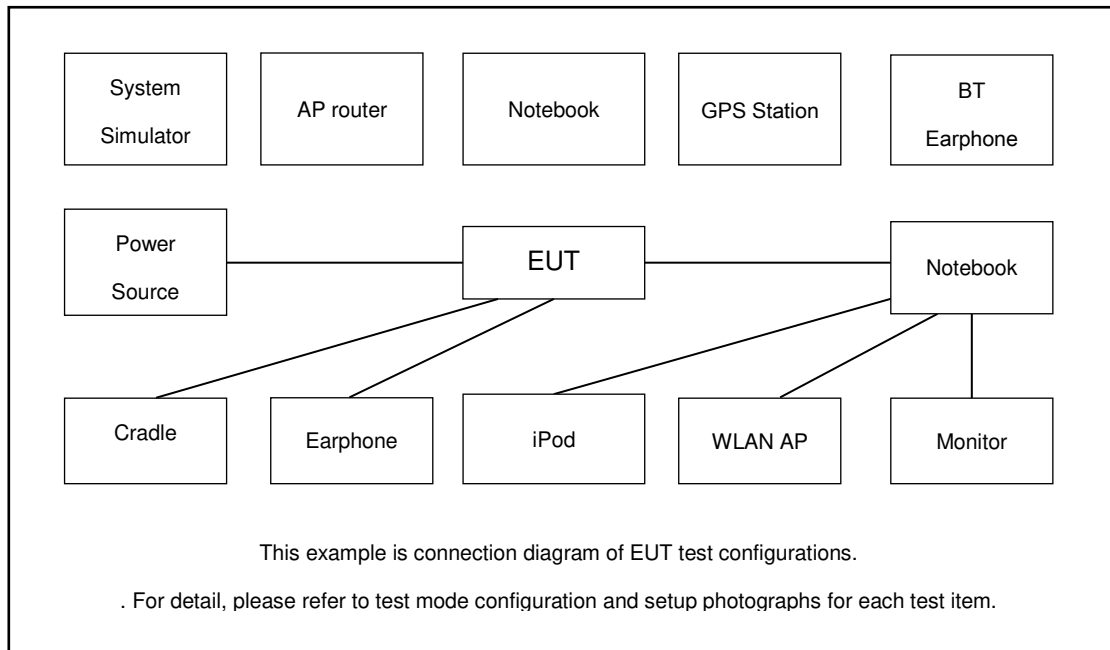 System
Simulator
AP router
Notebook
GPS Station
BT
Earphone
Power
Source
EUT
Notebook
Cradle
Earphone
iPod
WLAN AP
Monitor
This example is connection diagram of EUT test configurations.
. For detail, please refer to test mode configuration and setup photographs for each test item.